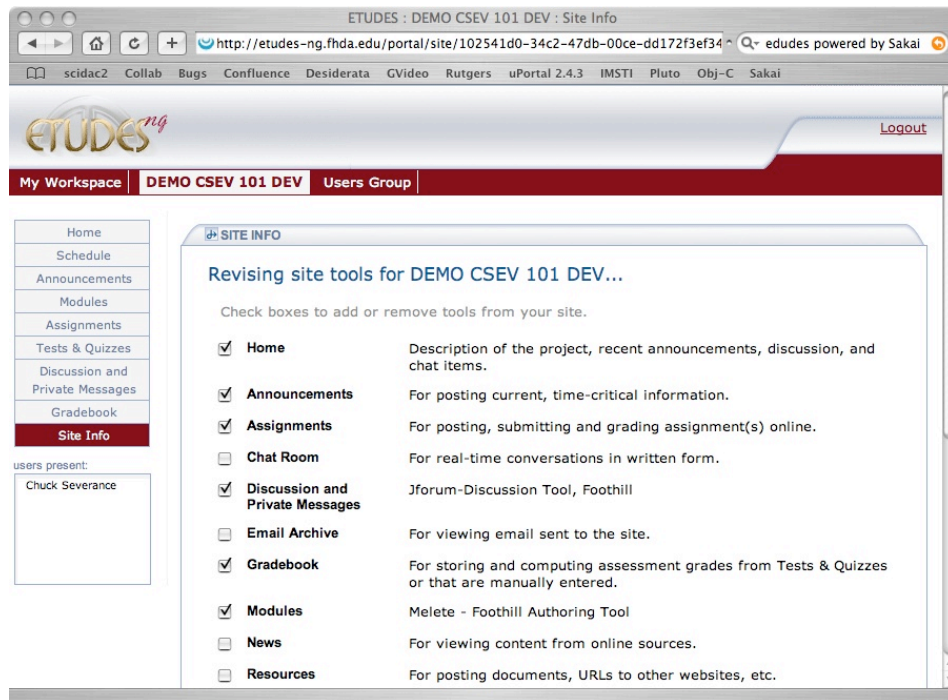 ETUDES : DEMO CSEV 101 DEV : Site Info
http://etudes-ng.fhda.edu/portal/site/102541d0-34c2-47db-00ce-dd172f3ef34
edudes powered by Sakai
scidac2 Collab Bugs Confluence Desiderata GVideo Rutgers uPortal 2.4.3 IMSTI Pluto Obj-C Sakai
ETUDES ng
Logout
My Workspace
DEMO CSEV 101 DEV
Users Group
Home
Schedule
Announcements
Modules
Assignments
Tests & Quizzes
Discussion and
Private Messages
Gradebook
Site Info
users present:
Chuck Severance
SITE INFO
Revising site tools for DEMO CSEV 101 DEV...
Check boxes to add or remove tools from your site.
Home Description of the project, recent announcements, discussion, and
chat items.
Announcements For posting current, time-critical information.
Assignments For posting, submitting and grading assignment(s) online.
Chat Room For real-time conversations in written form.
Discussion and Jforum-Discussion Tool, Foothill
Private Messages
Email Archive For viewing email sent to the site.
Gradebook For storing and computing assessment grades from Tests & Quizzes
or that are manually entered.
Modules Melete - Foothill Authoring Tool
News For viewing content from online sources.
Resources For posting documents, URLs to other websites, etc.